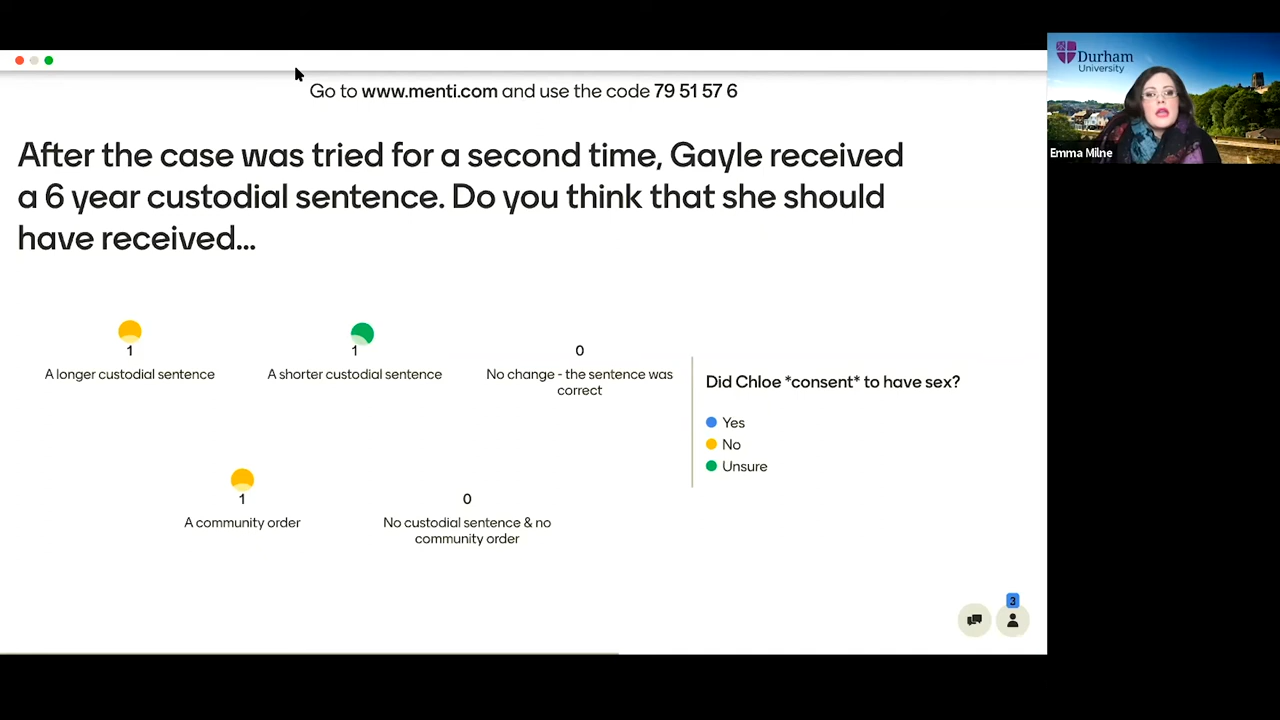 Go to www.menti.com and use the code 79 51 57 6
Durham
University
Emma Milne
After the case was tried for a second time, Gayle received
a 6 year custodial sentence. Do you think that she should
have received...
1
A longer custodial sentence
1
A shorter custodial sentence
0
No change - the sentence was
correct
1
A community order
0
No custodial sentence & no
community order
Did Chloe *consent* to have sex?
Yes
No
Unsure
3